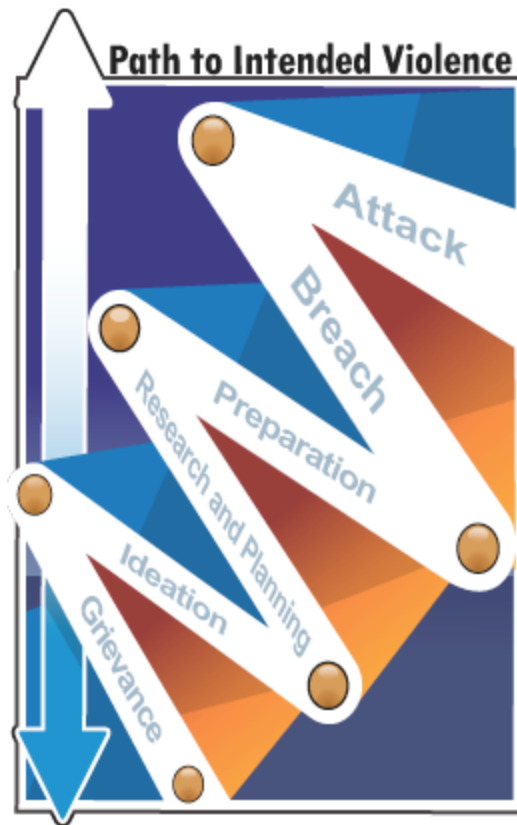 Path to Intended Violence
Attack
Breach
Preparation
Research and Planning
Ideation
Grievance